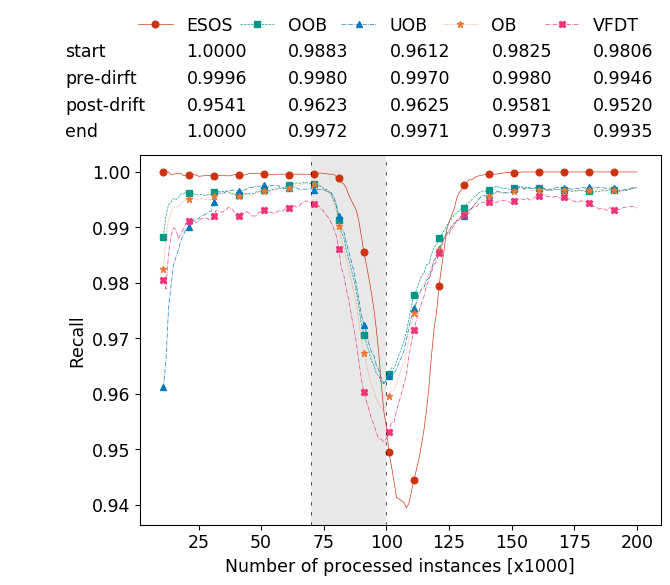 ESOS OOB UOB OB VFDT
start 1.0000 0.9883 0.9612 0.9825 0.9806
pre-dirft 0.9996 0.9980 0.9970 0.9980 0.9946
post-drift 0.9541 0.9623 0.9625 0.9581 0.9520
end 1.0000 0.9972 0.9971 0.9973 0.9935
1.00
0.99
0.98
0.97
0.96
0.95
0.94
Recall
25 50 75 100 125 150 175 200
Number of processed instances [x1000]